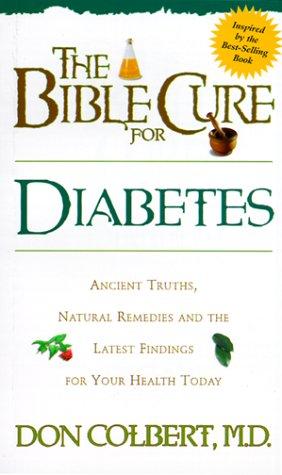 Inspired
by the
Best-Selling
Book
THE
BIBLE CURE
FOR
DIABETES
ANCIENT TRUTHS,
NATURAL REMEDIES AND THE
LATEST FINDINGS
FOR YOUR HEALTH TODAY
DON COLBERT, M.D.